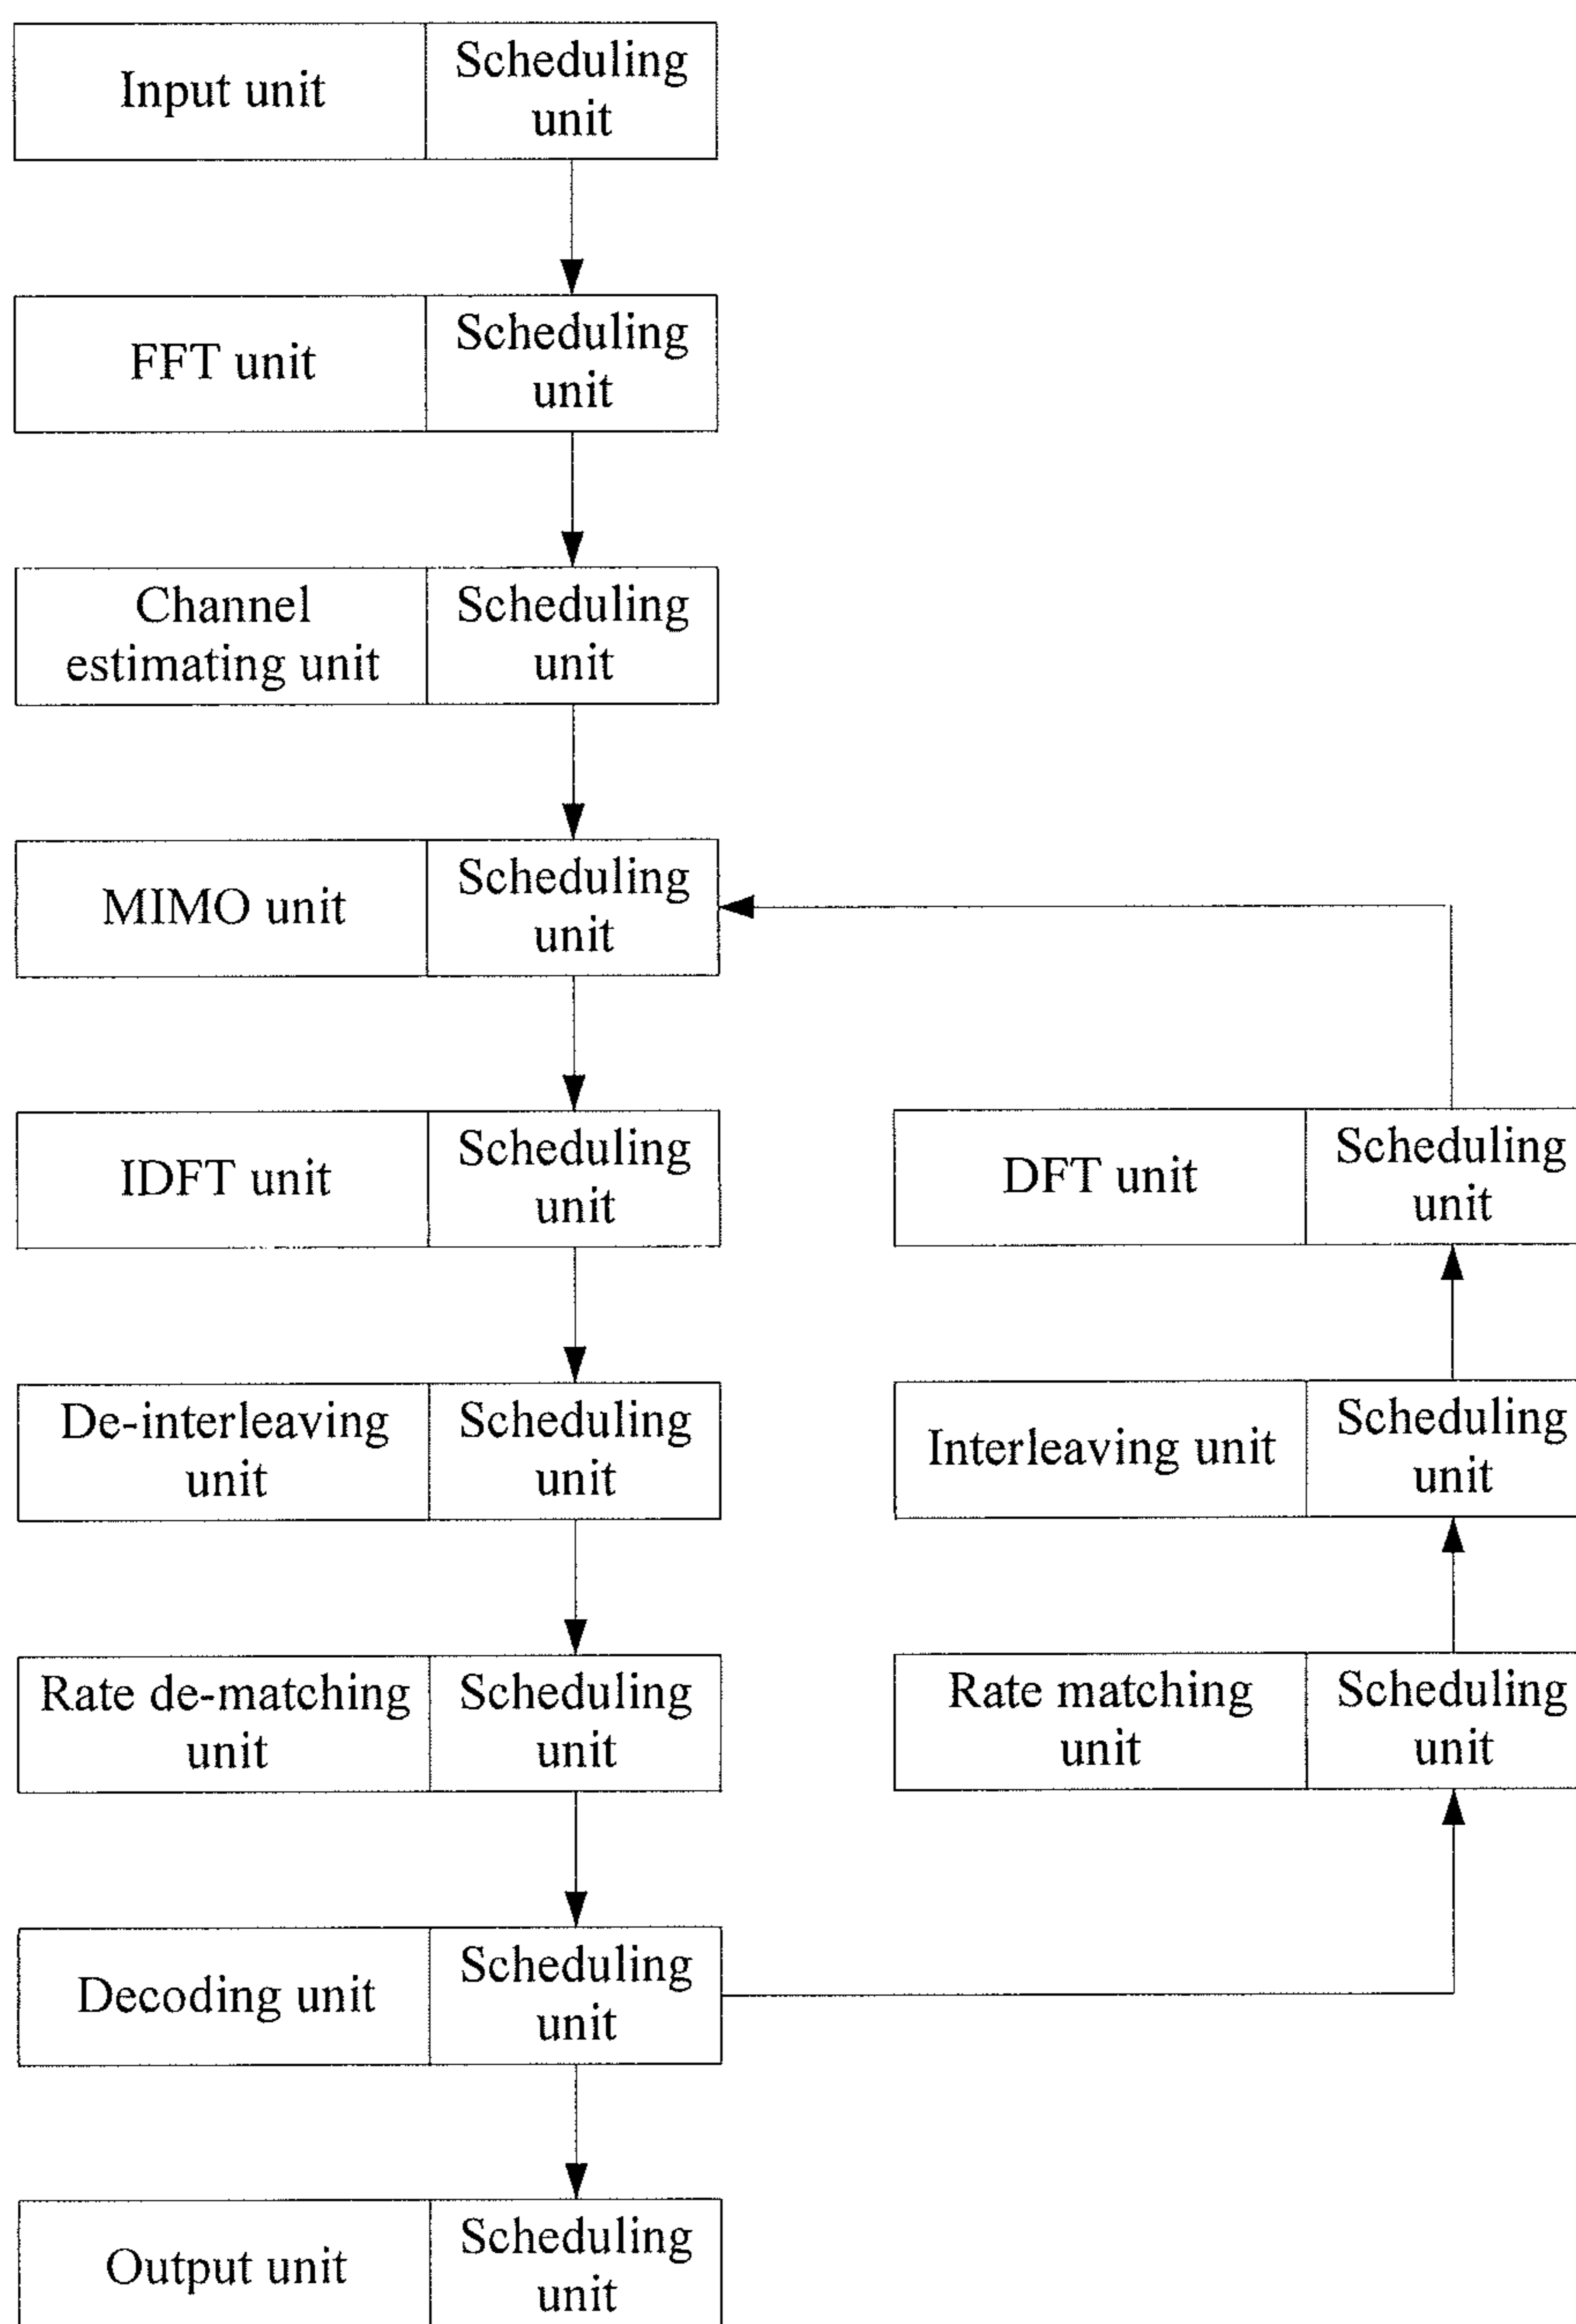 Input unit
Scheduling
unit
FFT unit
Scheduling
unit
Channel
estimating unit
Scheduling
unit
MIMO unit
Scheduling
unit
IDFT unit
Scheduling
unit
DFT unit
Scheduling
unit
De-interleaving
unit
Scheduling
unit
Interleaving unit
Scheduling
unit
Rate de-matching
unit
Scheduling
unit
Rate matching
unit
Scheduling
unit
Decoding unit
Scheduling
unit
Output unit
Scheduling
unit